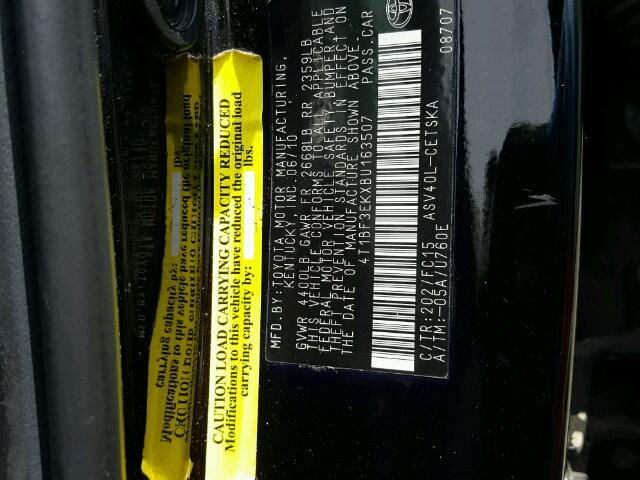 MFD. BY: TOYOTA MOTOR MANUFACTURING,
KENTUCKY, INC. 06/10
GVWR 4400LB GAWR FR 2668LB RR 2359LB
THIS VEHICLE CONFORMS TO ALL APPLICABLE
FEDERAL MOTOR VEHICLE SAFETY, BUMPER AND
THEFT PREVENTION STANDARDS IN EFFECT ON
THE DATE OF MANUFACTURE SHOWN ABOVE.
4T1BF3EKXBU163907 PASS.CAR
C/TR:202/FC15 ASV40L-CETSKA
A/TM:-05A/U760E 08707
CAUTION LOAD CARRYING CAPACITY REDUCED
Modifications to this vehicle have reduced the original load
carrying capacity by: lbs.